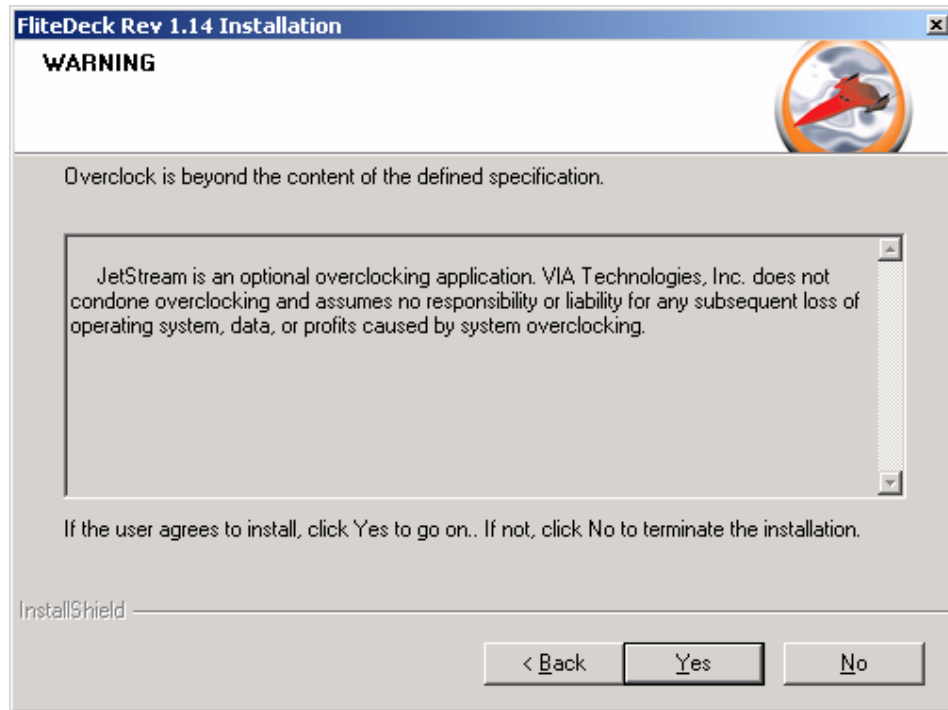 FliteDeck Rev 1.14 Installation
WARNING
Overclock is beyond the content of the defined specification.
JetStream is an optional overclocking application. VIA Technologies, Inc. does not
condone overclocking and assumes no responsibility or liability for any subsequent loss of
operating system, data, or profits caused by system overclocking.
If the user agrees to install, click Yes to go on.. If not, click No to terminate the installation.
InstallShield
< Back
Yes
No